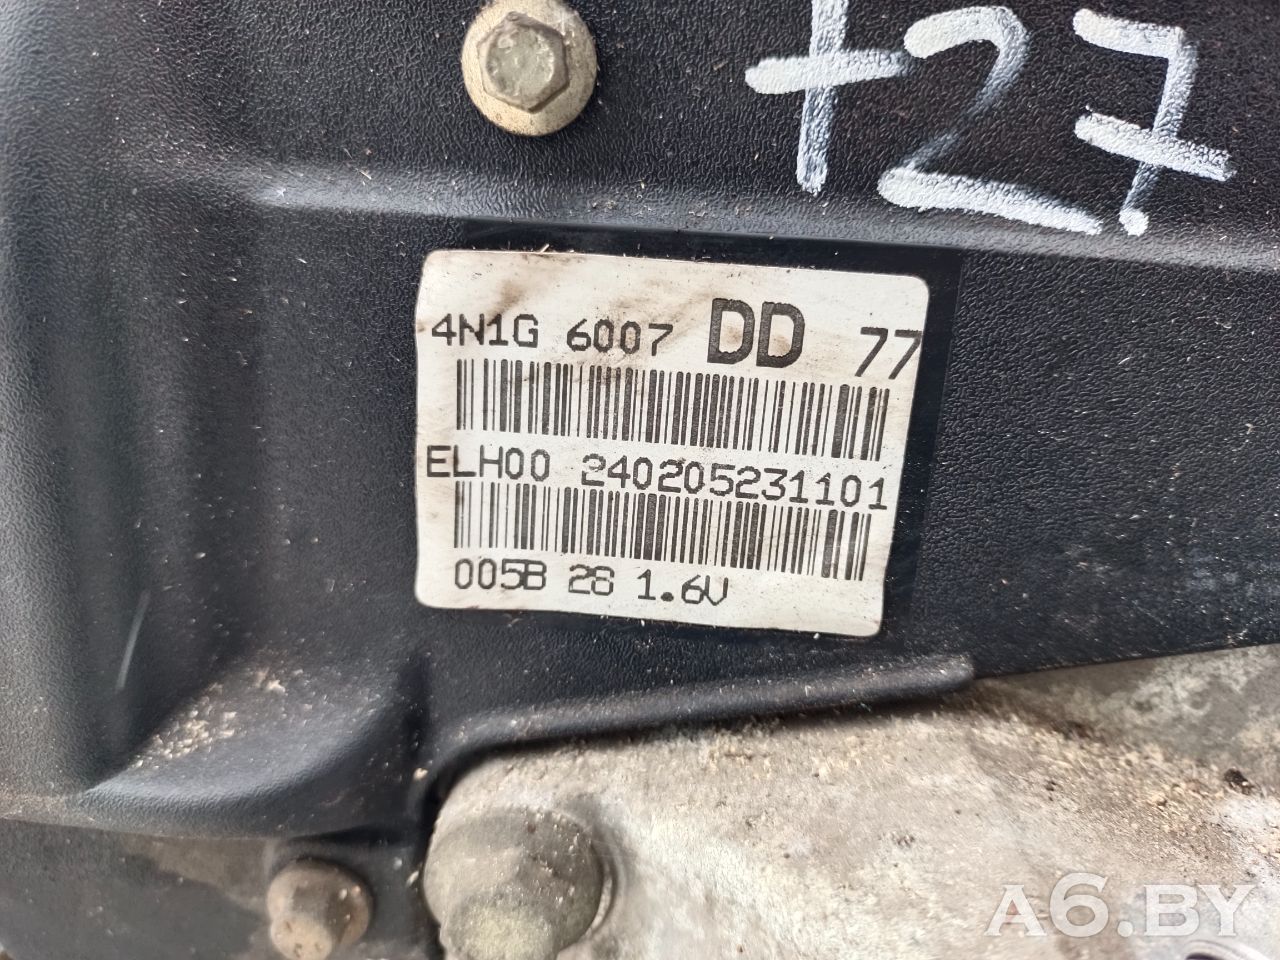 +27
4N1G 6007 DD 77
ELH00 240205231101
005B 28 1.6V
A6.BY